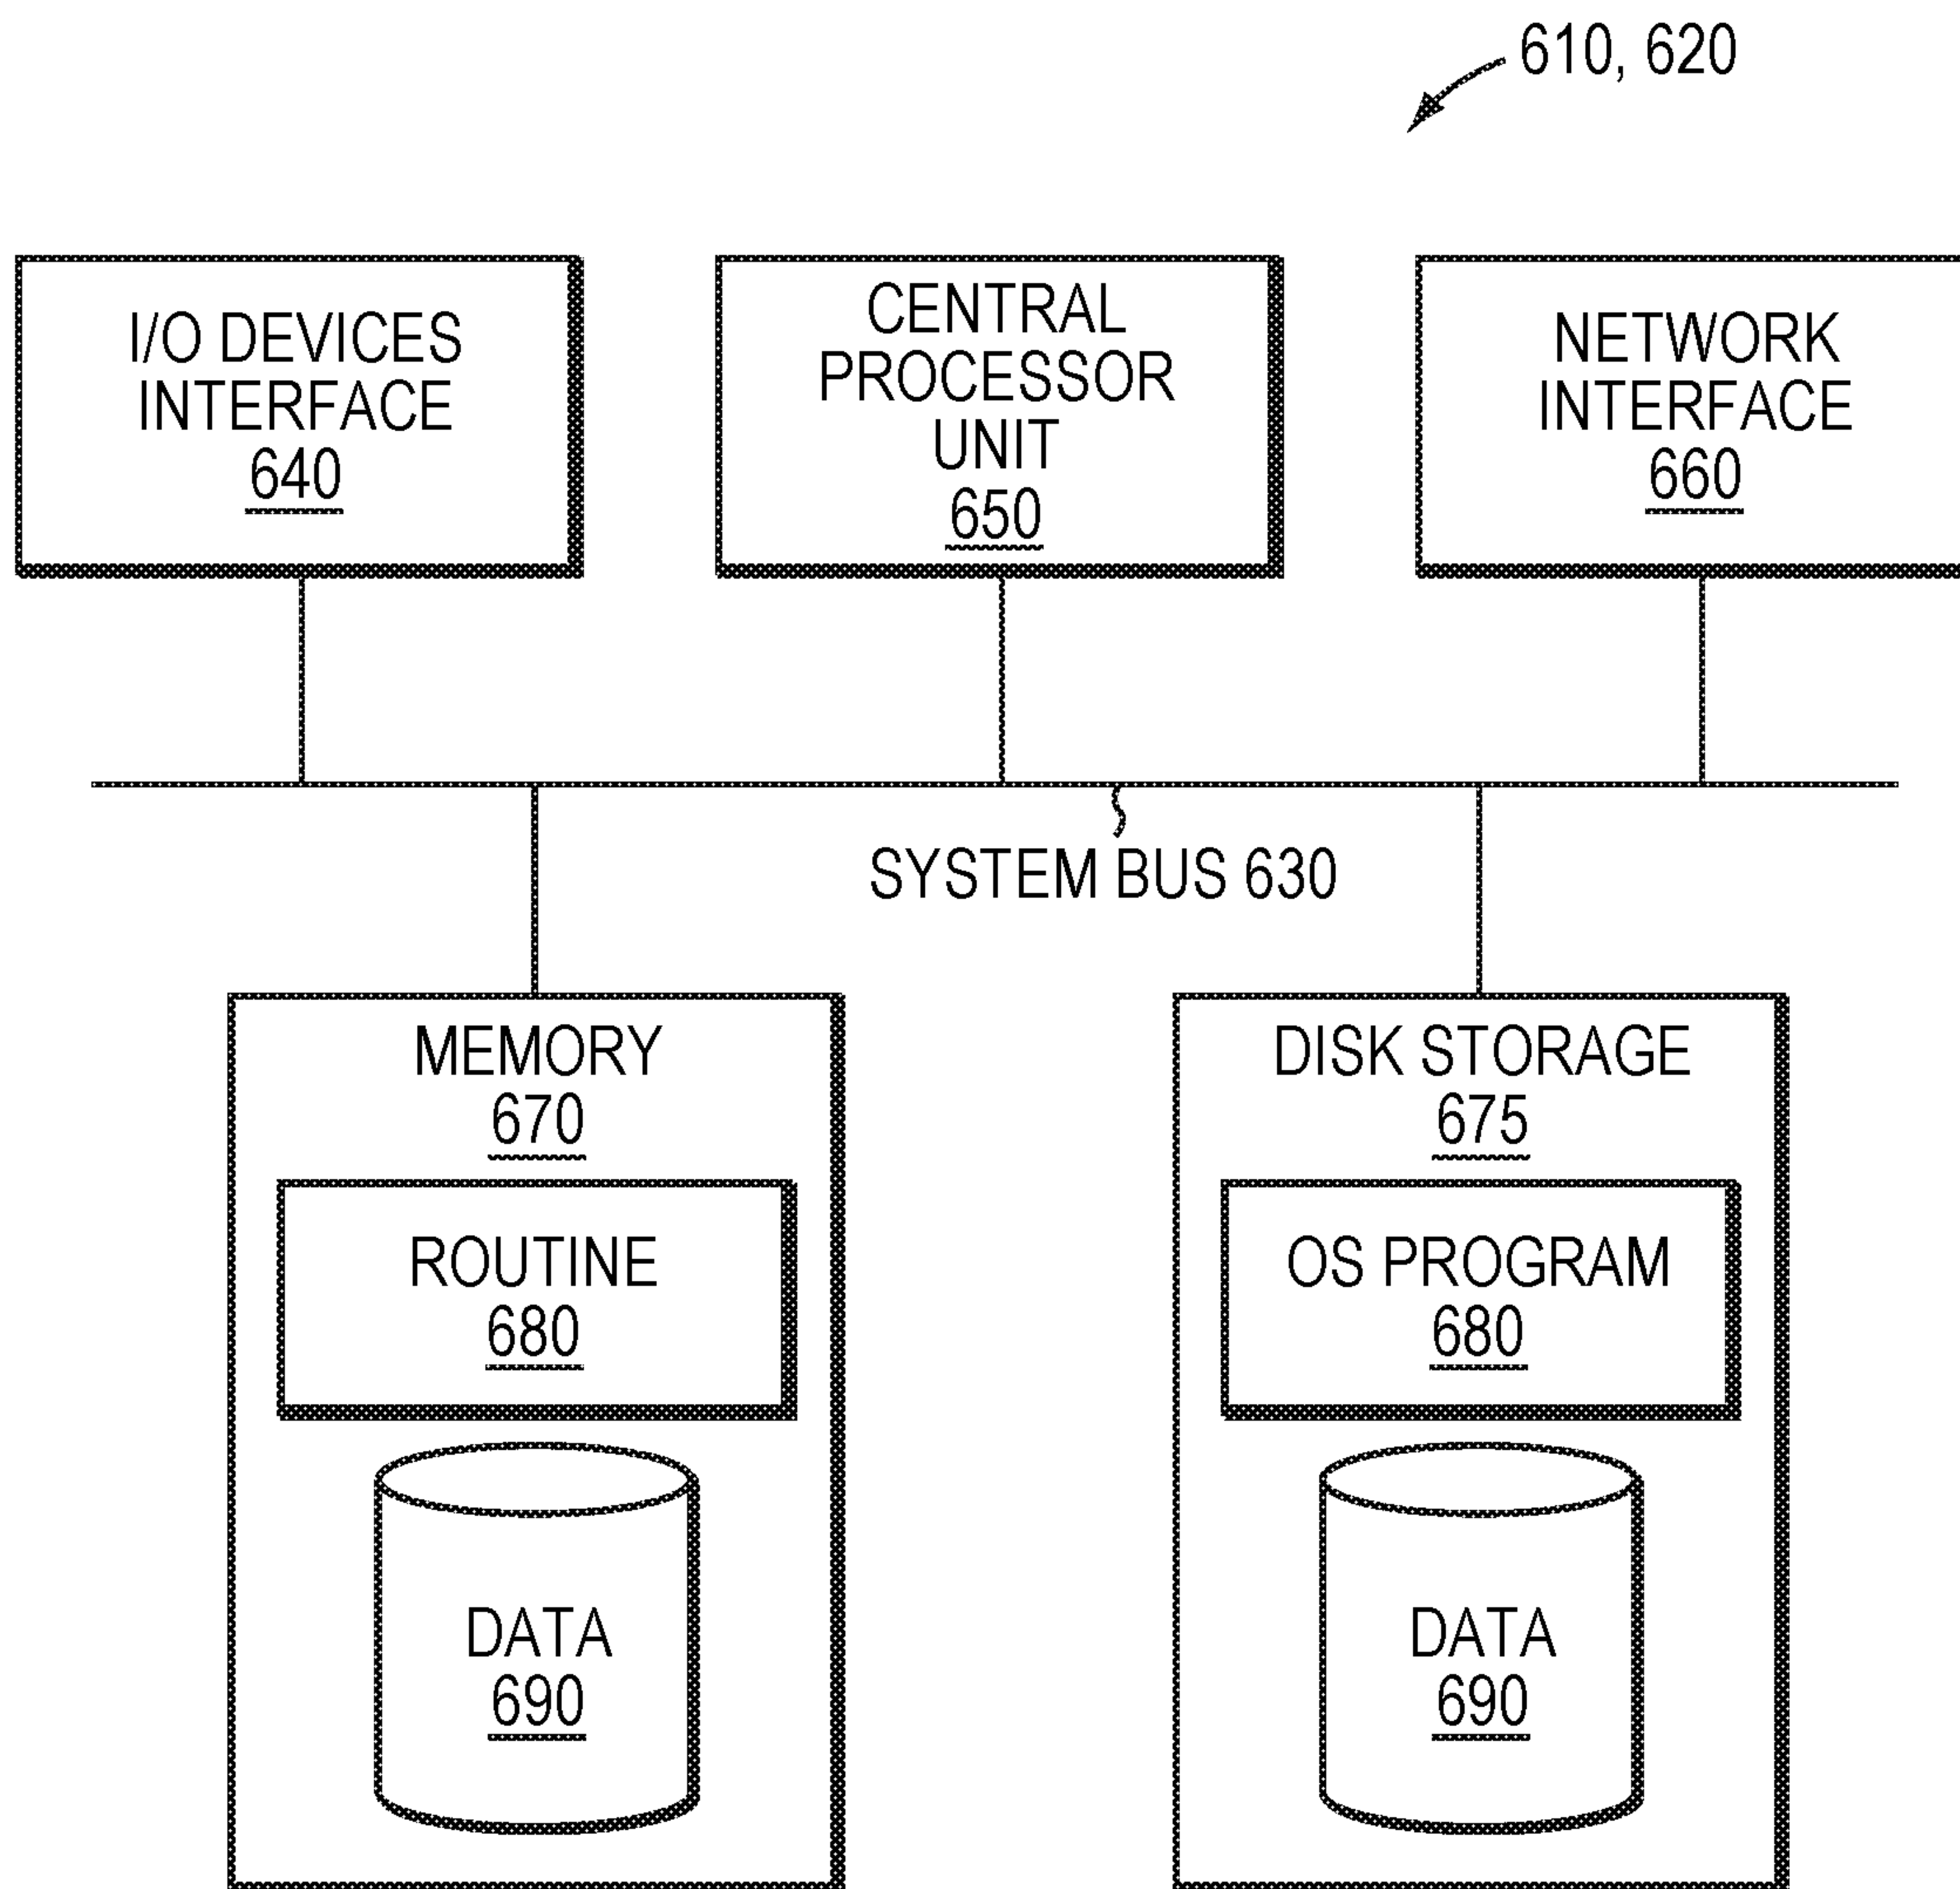 610, 620
I/O DEVICES
INTERFACE
640
CENTRAL
PROCESSOR
UNIT
650
NETWORK
INTERFACE
660
SYSTEM BUS 630
MEMORY
670
ROUTINE
680
DATA
690
DISK STORAGE
675
OS PROGRAM
680
DATA
690